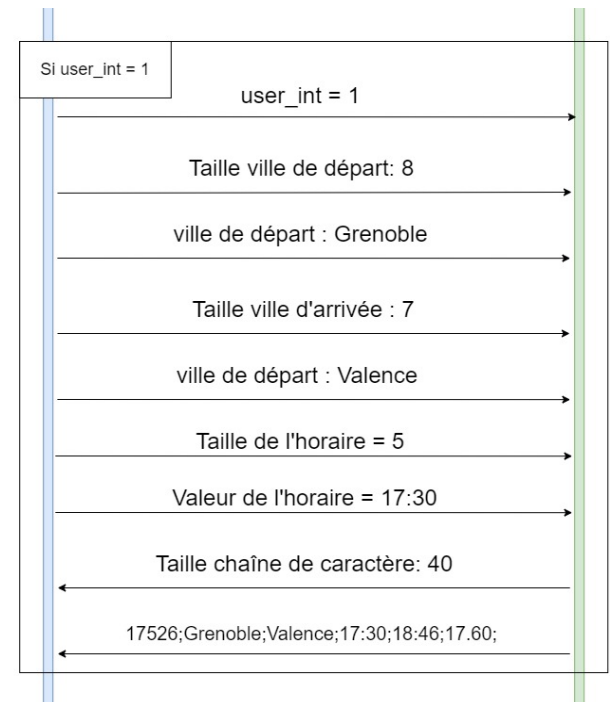 Si user_int = 1
user_int = 1
Taille ville de départ: 8
ville de départ : Grenoble
Taille ville d'arrivée : 7
ville de départ : Valence
Taille de l'horaire = 5
Valeur de l'horaire = 17:30
Taille chaîne de caractère: 40
17526;Grenoble;Valence;17:30;18:46;17.60;